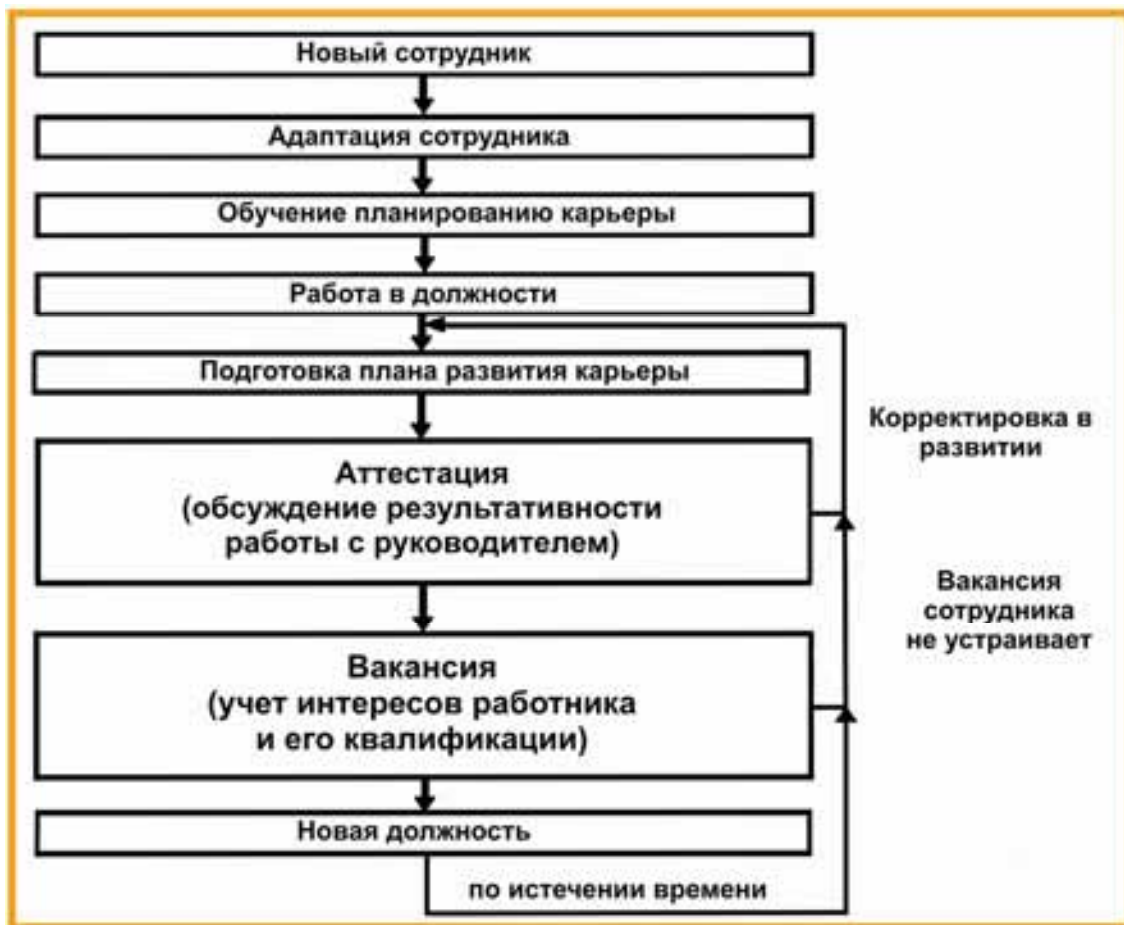 Новый сотрудник
Адаптация сотрудника
Обучение планированию карьеры
Работа в должности
Подготовка плана развития карьеры
Корректировка в
развитии
Аттестация
(обсуждение результативности
работы с руководителем)
Вакансия
сотрудника
не устраивает
Вакансия
(учет интересов работника
и его квалификации)
Новая должность
по истечении времени